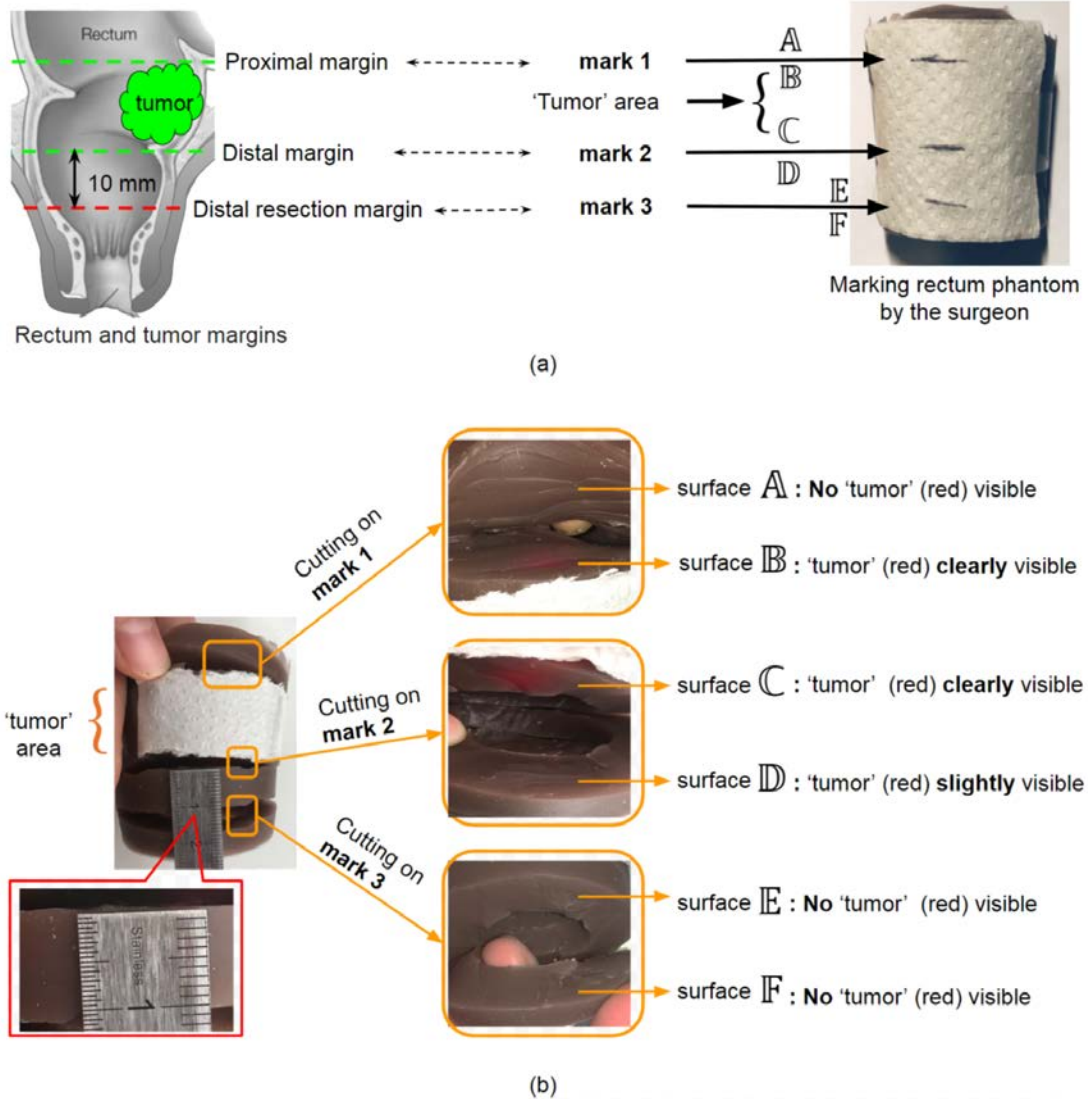 Rectum
tumor
10 mm
Proximal margin
Distal margin
Distal resection margin
mark 1
‘Tumor’ area
mark 2
mark 3
𝔸
𝔹
ℂ
𝔻
𝔼
𝔽
Rectum and tumor margins
Marking rectum phantom
by the surgeon
(a)
‘tumor’
area
Cutting on
mark 1
Cutting on
mark 2
Cutting on
mark 3
surface 𝔸 : No ‘tumor’ (red) visible
surface 𝔹 : ‘tumor’ (red) clearly visible
surface ℂ : ‘tumor’ (red) clearly visible
surface 𝔻 : ‘tumor’ (red) slightly visible
surface 𝔼 : No ‘tumor’ (red) visible
surface 𝔽 : No ‘tumor’ (red) visible
1
2
Stainless
1
(b)